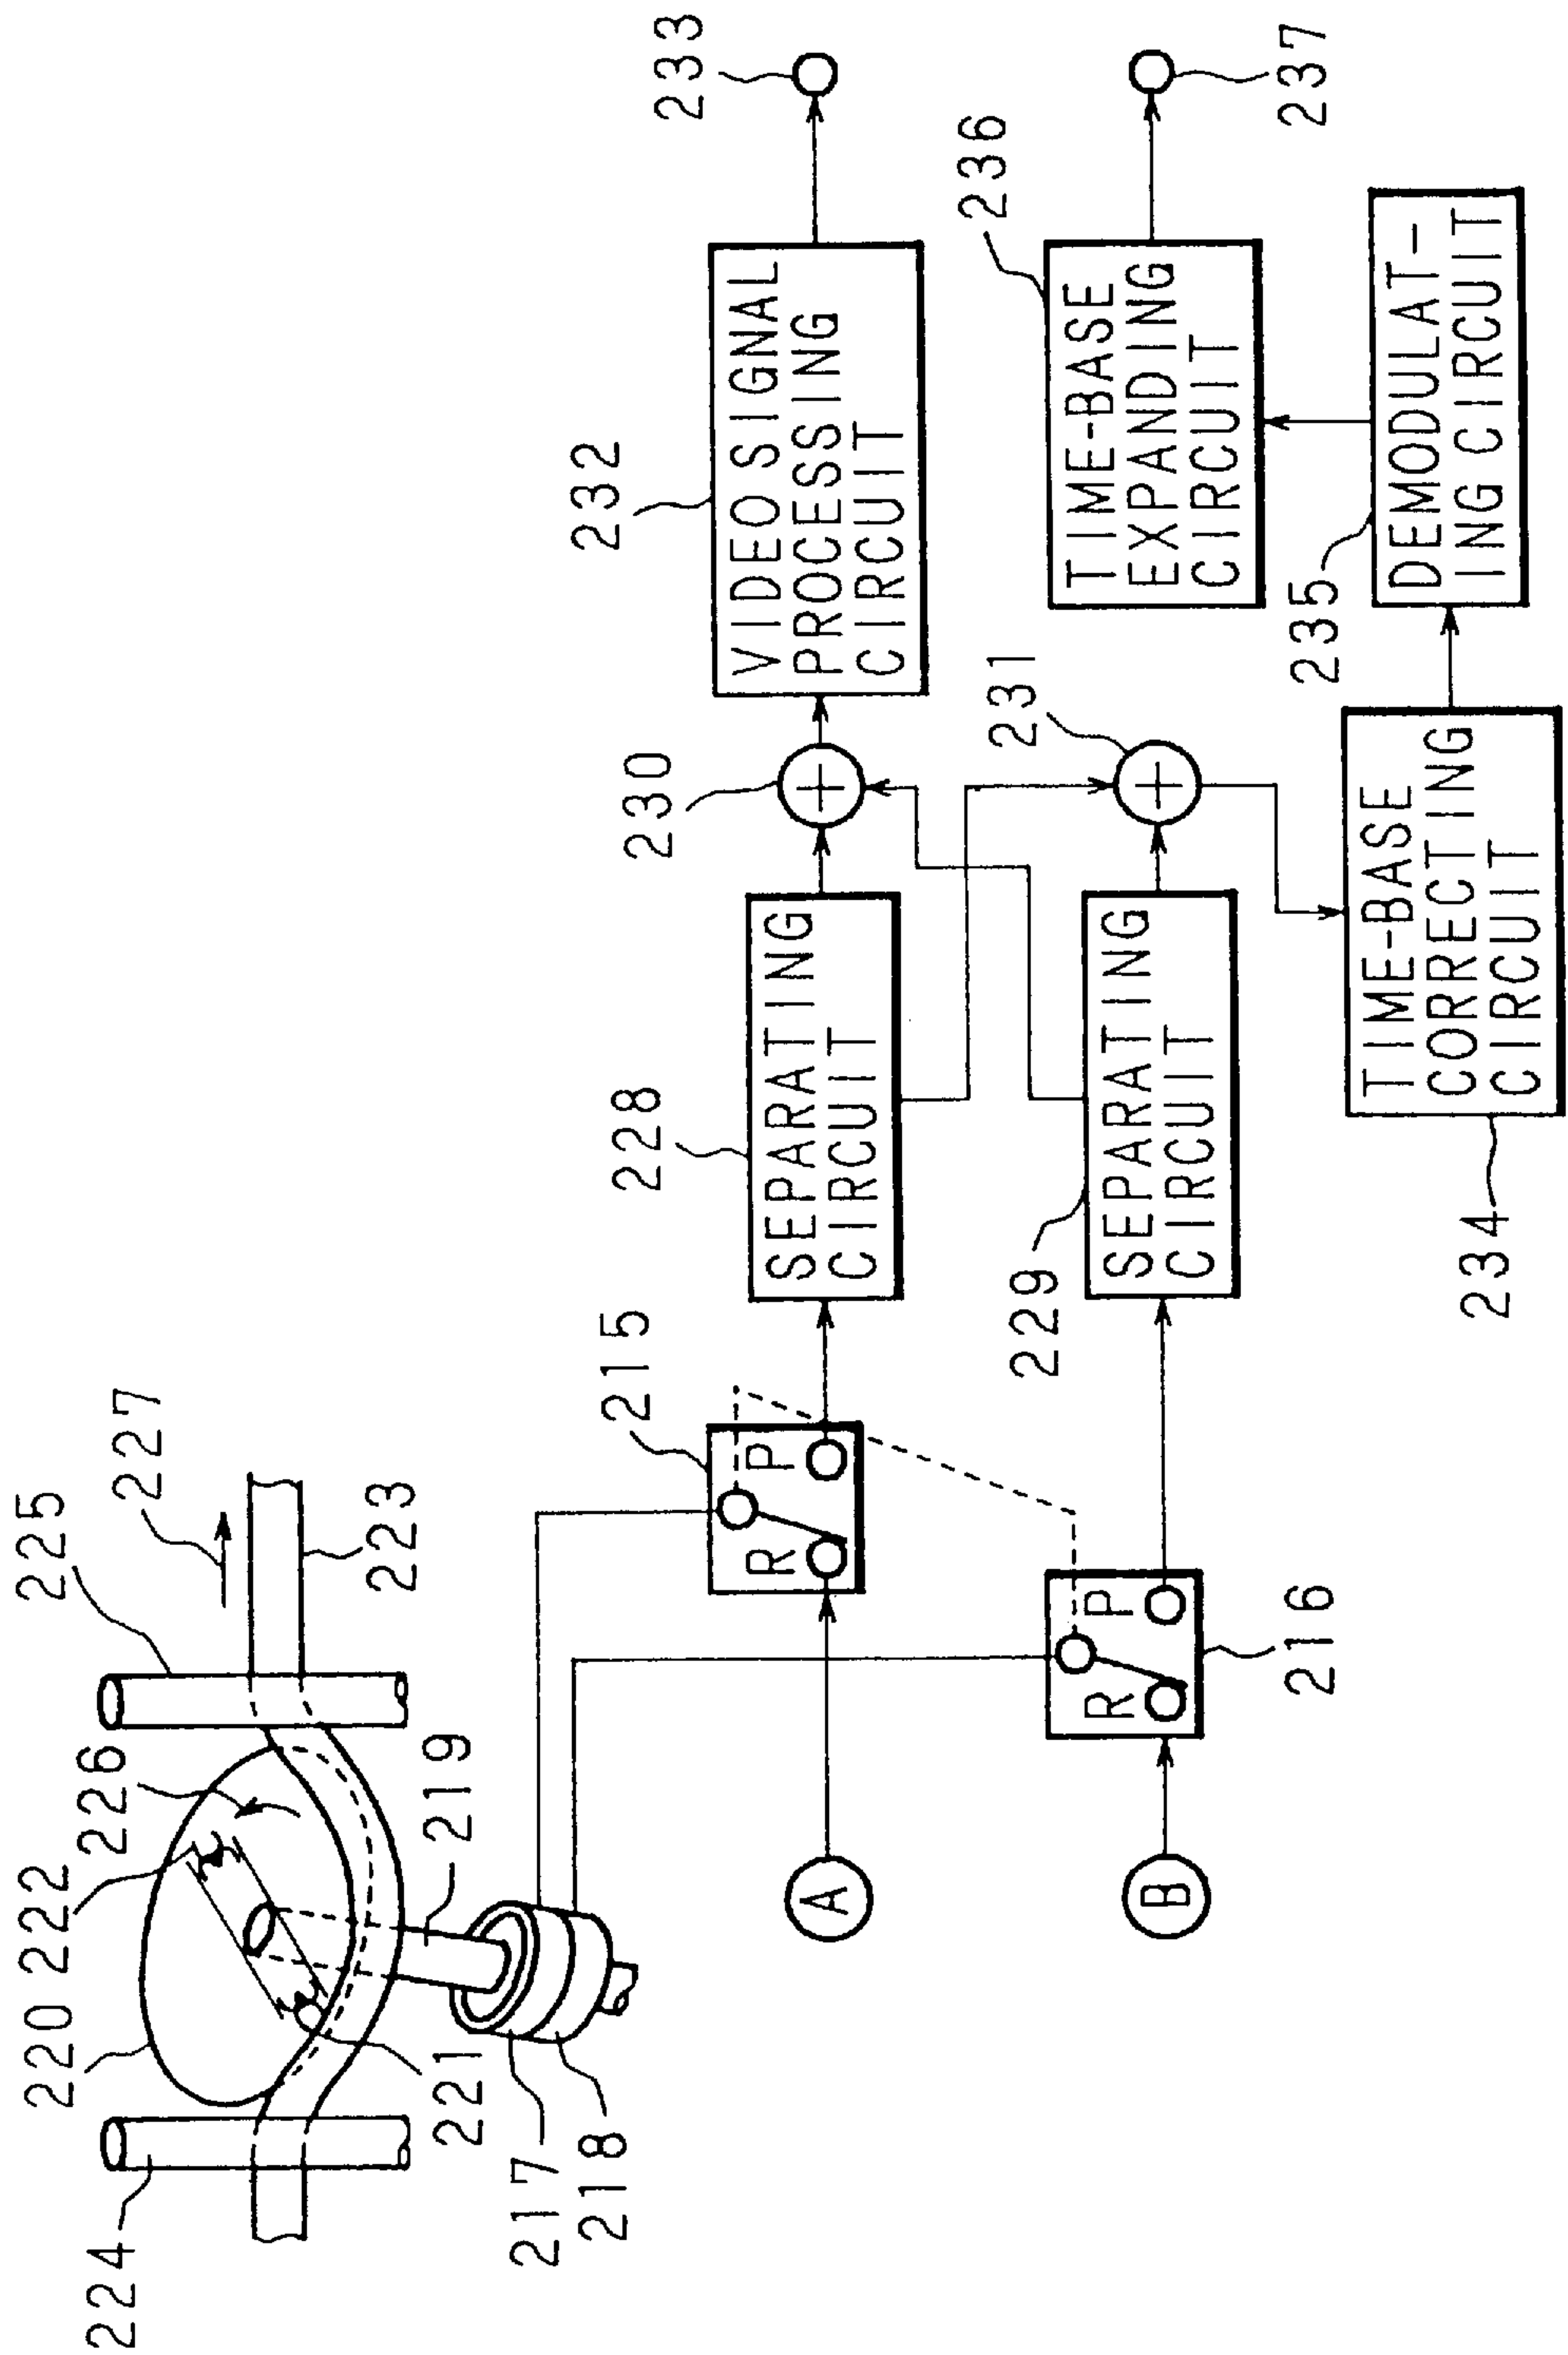 225
227
220 222 226
223
224
221
219
217
218
215
R P
A
216
R P
B
228
SEPARATING
CIRCUIT
229
SEPARATING
CIRCUIT
230
+
231
+
232
VIDEO SIGNAL
PROCESSING
CIRCUIT
233
234
TIME-BASE
CORRECTING
CIRCUIT
235
DEMODULAT-
ING CIRCUIT
236
TIME-BASE
EXPANDING
CIRCUIT
237